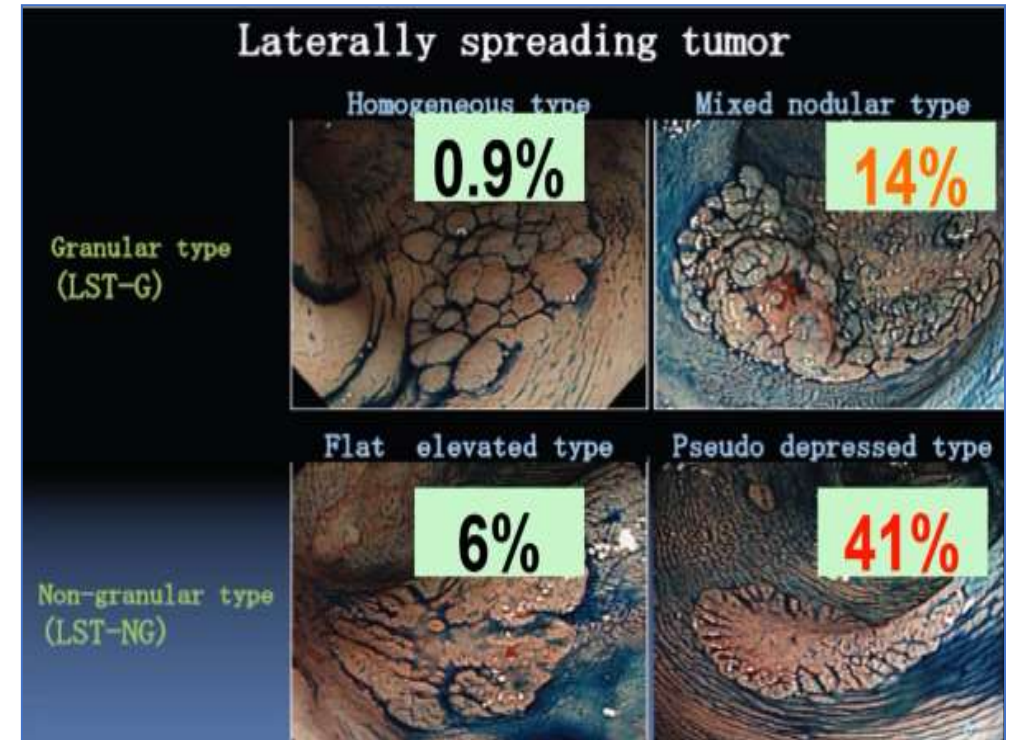 Laterally spreading tumor
Homogeneous type
Mixed nodular type
0.9%
14%
Granular type
(LST-G)
Flat elevated type
Pseudo depressed type
6%
41%
Non-granular type
(LST-NG)